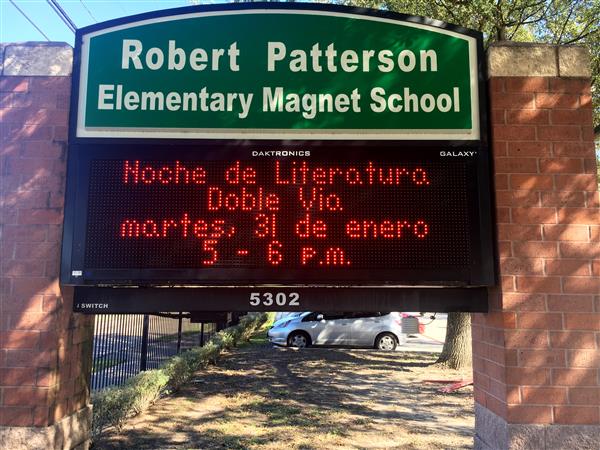 Robert Patterson
Elementary Magnet School
DAKTRONICS GALAXY
Noche de Literatura
Doble Via
martes, 31 de enero
5 - 6 p.m.
i SWITCH 5302